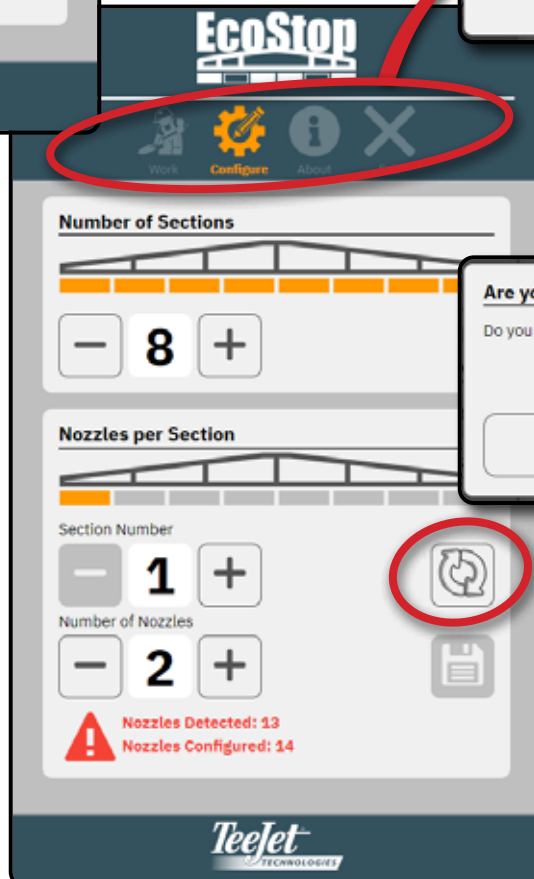 EcoStop
Work Configure About
Number of Sections
8
Are yo
Do you
Nozzles per Section
Section Number
1
Number of Nozzles
2
Nozzles Detected: 13
Nozzles Configured: 14
TeeJet
TECHNOLOGIES